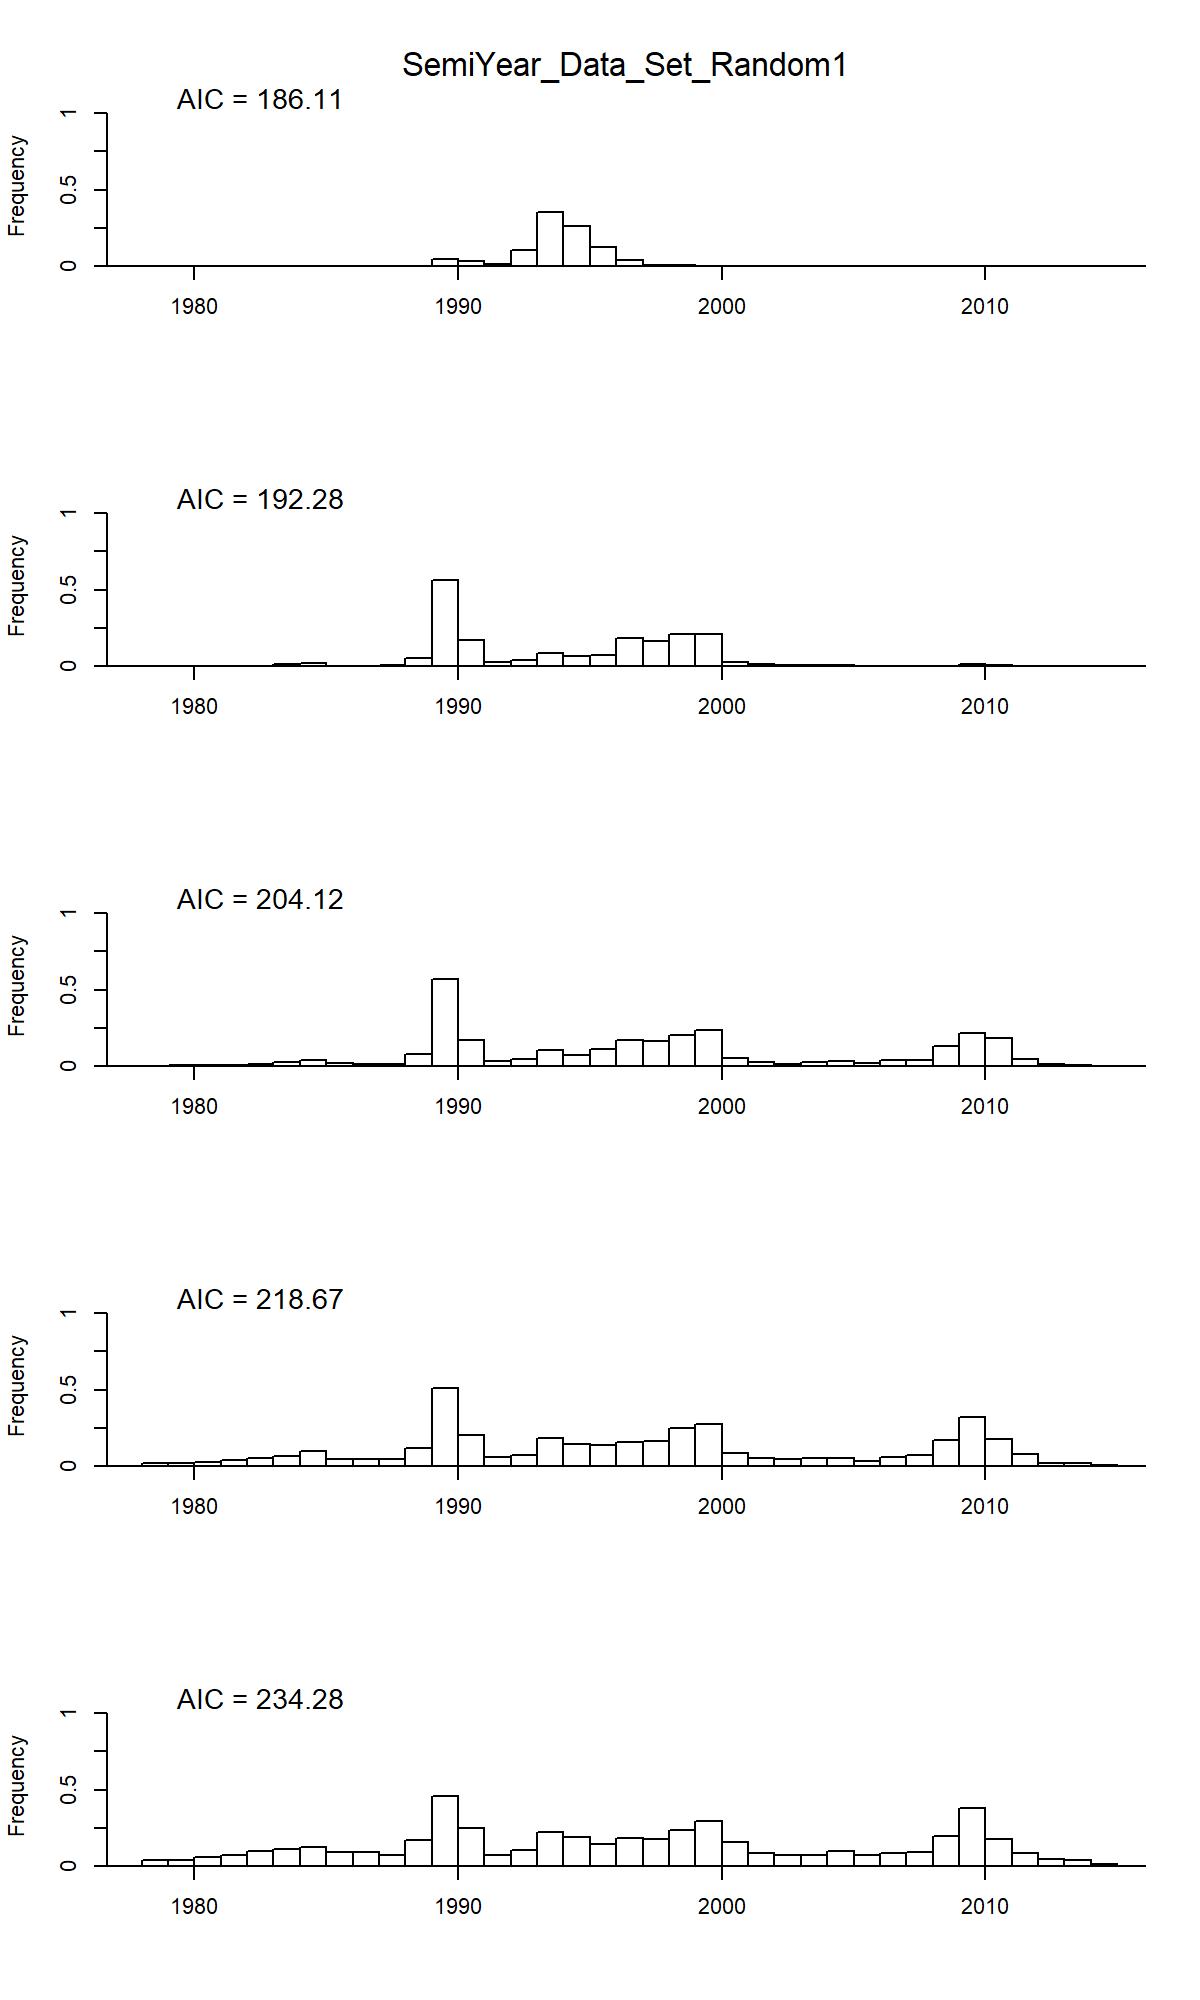 SemiYear_Data_Set_Random1
AIC = 186.11
Frequency
1
0.5
0
1980 1990 2000 2010
AIC = 192.28
Frequency
1
0.5
0
1980 1990 2000 2010
AIC = 204.12
Frequency
1
0.5
0
1980 1990 2000 2010
AIC = 218.67
Frequency
1
0.5
0
1980 1990 2000 2010
AIC = 234.28
Frequency
1
0.5
0
1980 1990 2000 2010